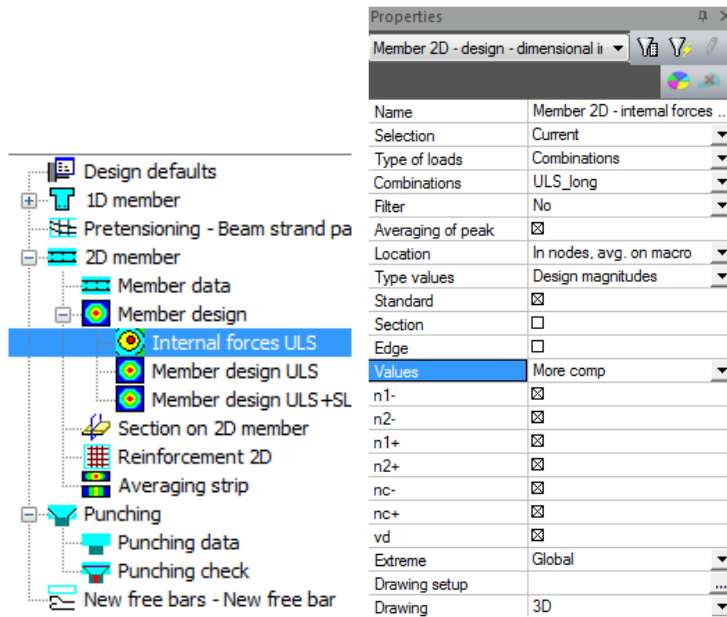 Design defaults
1D member
Pretensioning - Beam strand pa
2D member
Member data
Member design
Internal forces ULS
Member design ULS
Member design ULS+SL
Section on 2D member
Reinforcement 2D
Averaging strip
Punching
Punching data
Punching check
New free bars - New free bar
Properties
Member 2D - design - dimensional i
Name Member 2D - internal forces ...
Selection Current
Type of loads Combinations
Combinations ULS_long
Filter No
Averaging of peak
Location In nodes, avg. on macro
Type values Design magnitudes
Standard
Section
Edge
Values More comp
n1-
n2-
n1+
n2+
nc-
nc+
vd
Extreme Global
Drawing setup ...
Drawing 3D